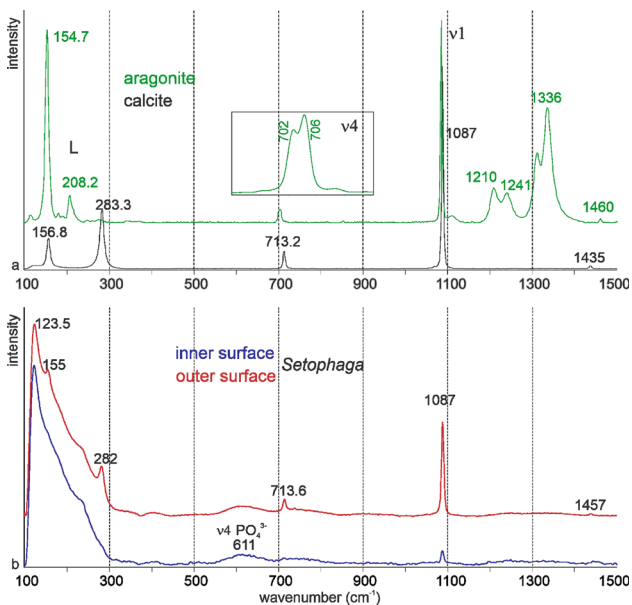 intensity
154.7
ν1
aragonite
calcite
ν4
702
706
1336
L
1087
1210
1241
208.2
283.3
156.8
713.2
1460
1435
a
100 300 500 700 900 1100 1300 1500
intensity
123.5
155
inner surface
outer surface
Setophaga
1087
282
713.6
1457
ν4 PO₄³⁻
611
b
100 300 500 700 900 1100 1300 1500
wavenumber (cm⁻¹)